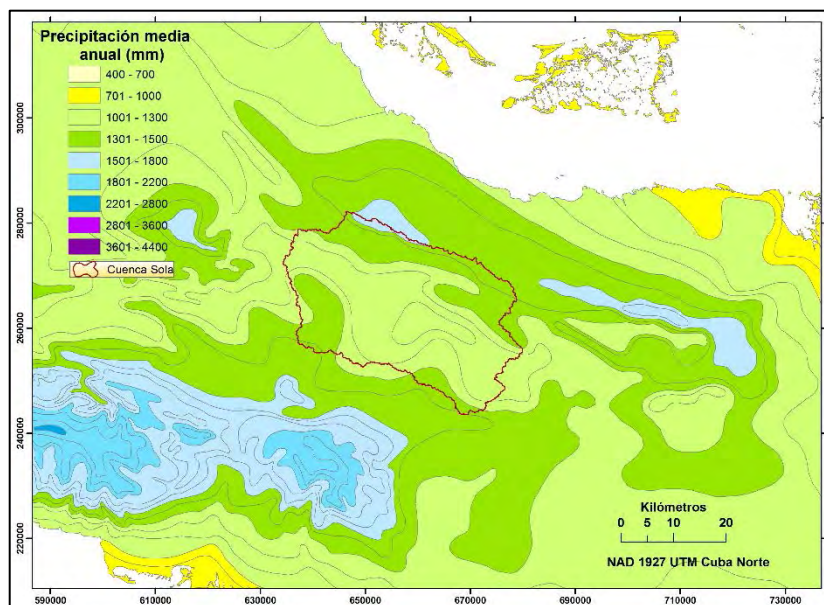 Precipitación media
anual (mm)
400 - 700
701 - 1000
1001 - 1300
1301 - 1500
1501 - 1800
1801 - 2200
2201 - 2800
2801 - 3600
3601 - 4400
Cuenca Sola
300000
280000
260000
240000
220000
Kilómetros
0 5 10 20
NAD 1927 UTM Cuba Norte
590000 610000 630000 650000 670000 690000 710000 730000